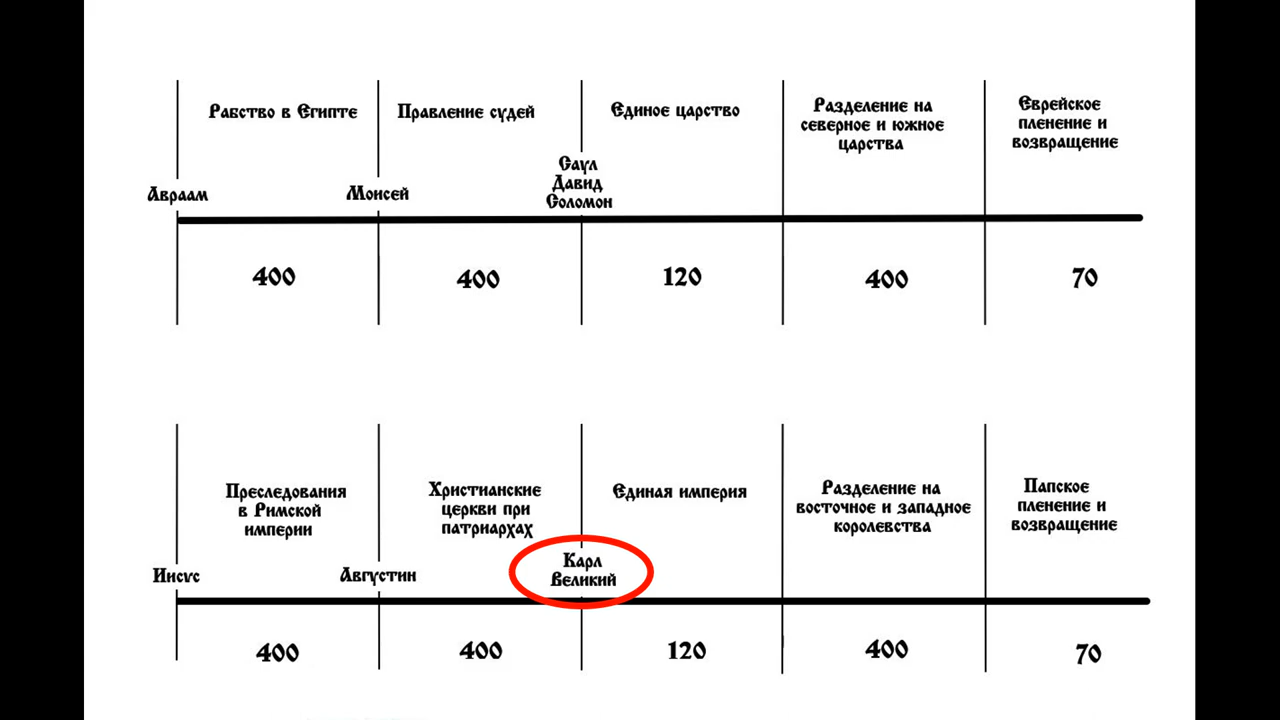 Рабство в Египте
Правление судей
Единое царство
Разделение на
северное и южное
царства
Еврейское
пленение и
возвращение
Авраам
Моисей
Саул
Давид
Соломон
400
400
120
400
70
Преследования
в Римской
империи
Христианские
церкви при
патриархах
Единая империя
Разделение на
восточное и западное
королевства
Папское
пленение и
возвращение
Иисус
Августин
Карл
Великий
400
400
120
400
70